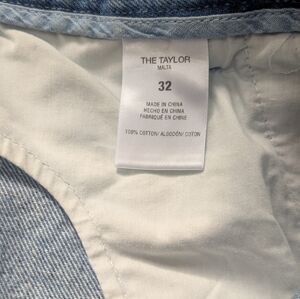 THE TAYLOR
MALTA
32
MADE IN CHINA
HECHO EN CHINA
FABRIQUÉ EN CHINE
100% COTTON/ ALGODÓN/ COTON